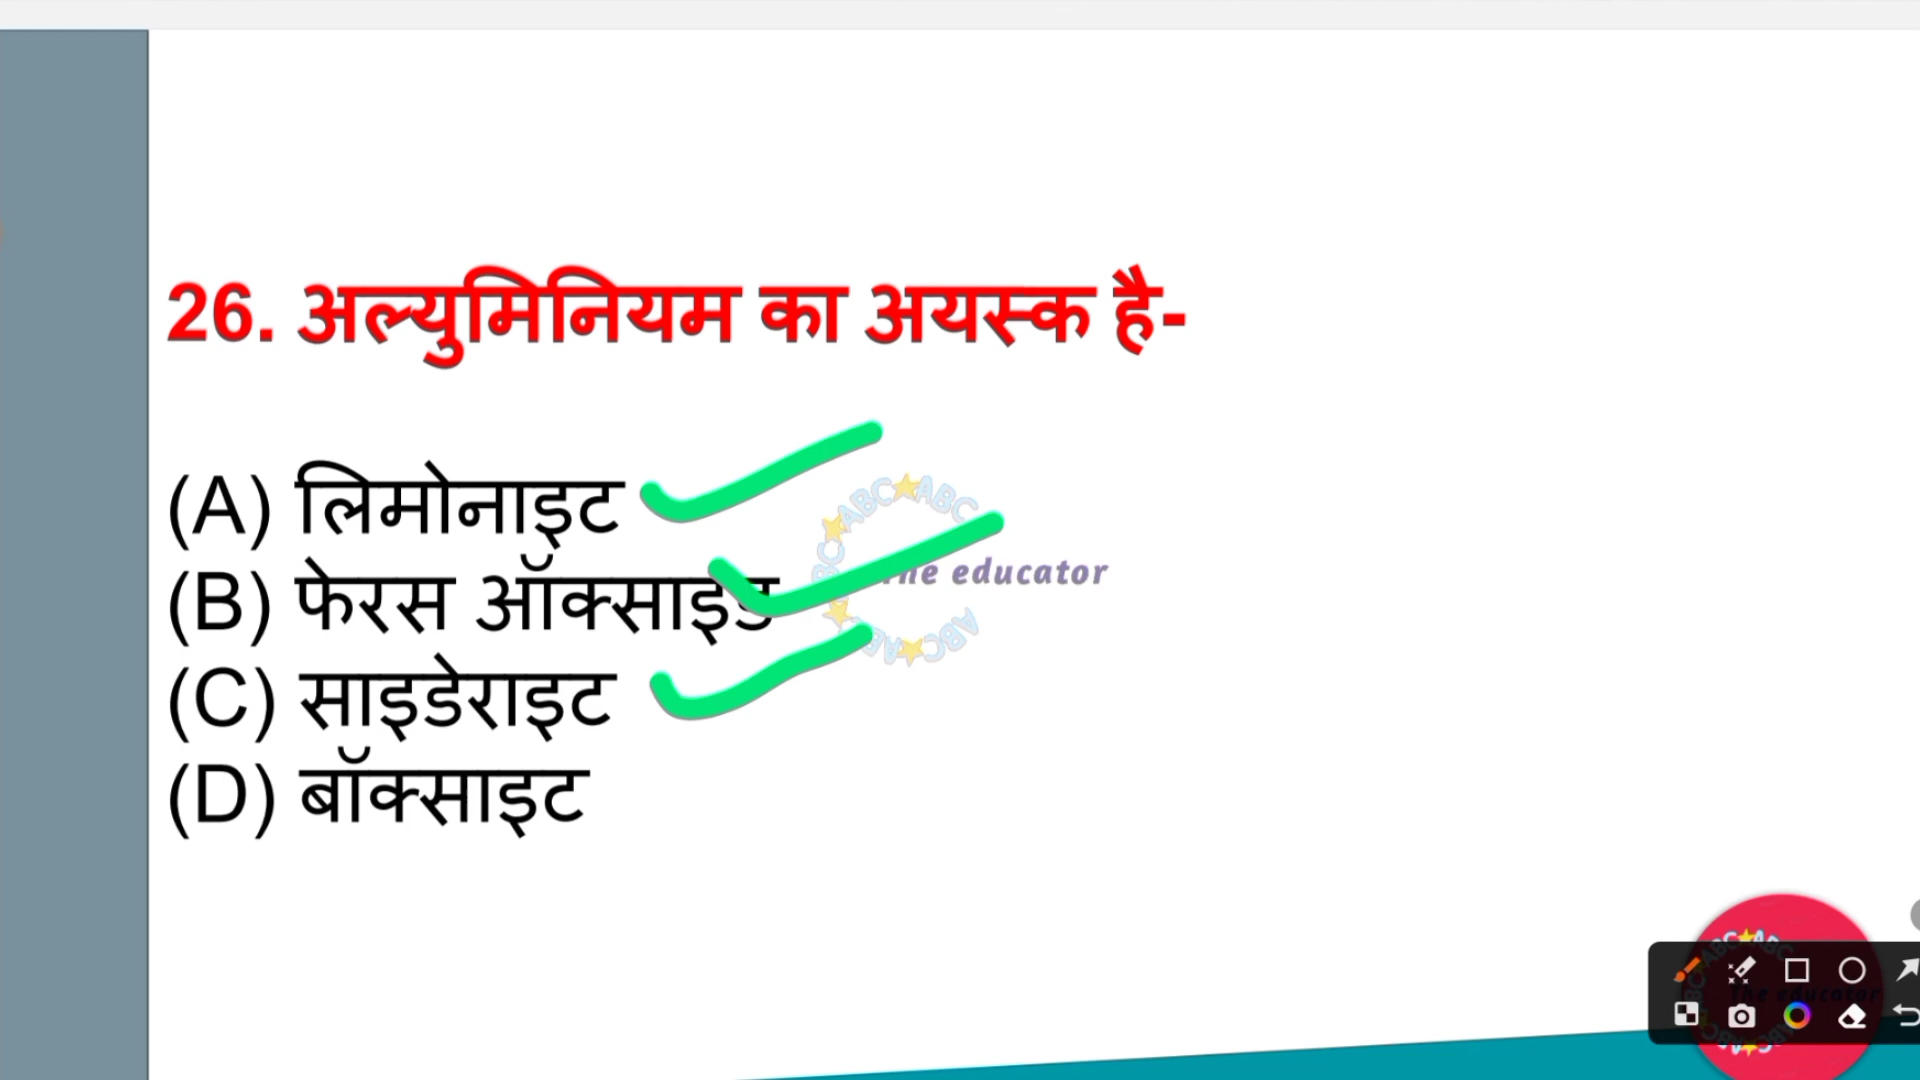 26. अल्युमिनियम का अयस्क है-
(A) लिमोनाइट
(B) फेरस ऑक्साइड
The educator
(C) साइडेराइट
(D) बॉक्साइट